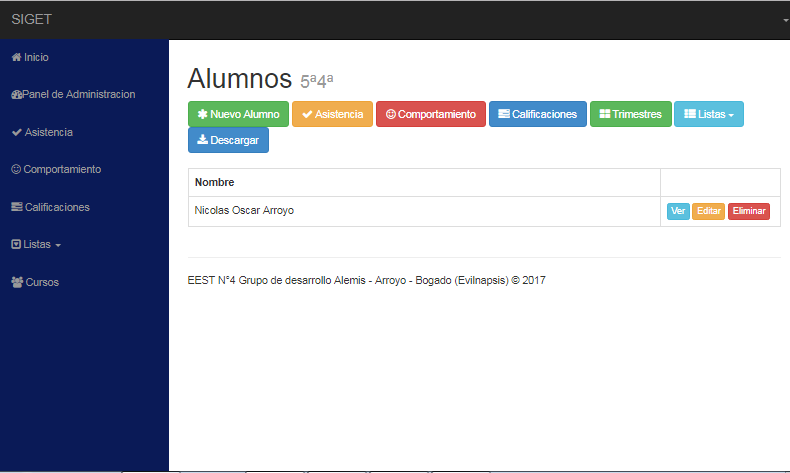 SIGET
Inicio
Panel de Administracion
Asistencia
Comportamiento
Calificaciones
Listas
Cursos
Alumnos 5ª4ª
Nuevo Alumno Asistencia Comportamiento Calificaciones Trimestres Listas
Descargar
Nombre
Nicolas Oscar Arroyo Ver Editar Eliminar
EEST N°4 Grupo de desarrollo Alemis - Arroyo - Bogado (Evilnapsis) © 2017